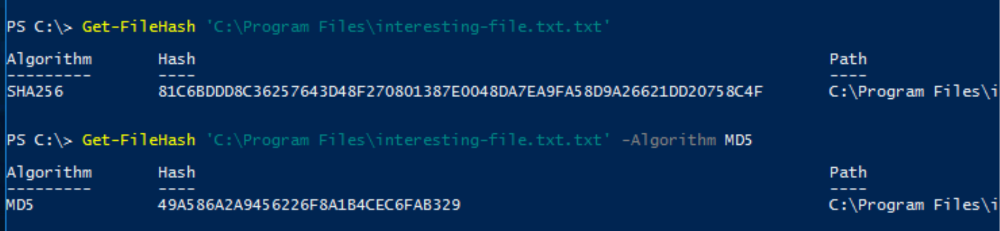 PS C:\> Get-FileHash 'C:\Program Files\interesting-file.txt.txt'
Algorithm       Hash                                                                   Path
---------       ----                                                                   ----
SHA256          81C6BDDD8C36257643D48F270801387E0048DA7EA9FA58D9A26621DD20758C4F       C:\Program Files\i
PS C:\> Get-FileHash 'C:\Program Files\interesting-file.txt.txt' -Algorithm MD5
Algorithm       Hash                                                                   Path
---------       ----                                                                   ----
MD5             49A586A2A9456226F8A1B4CEC6FAB329                                       C:\Program Files\i